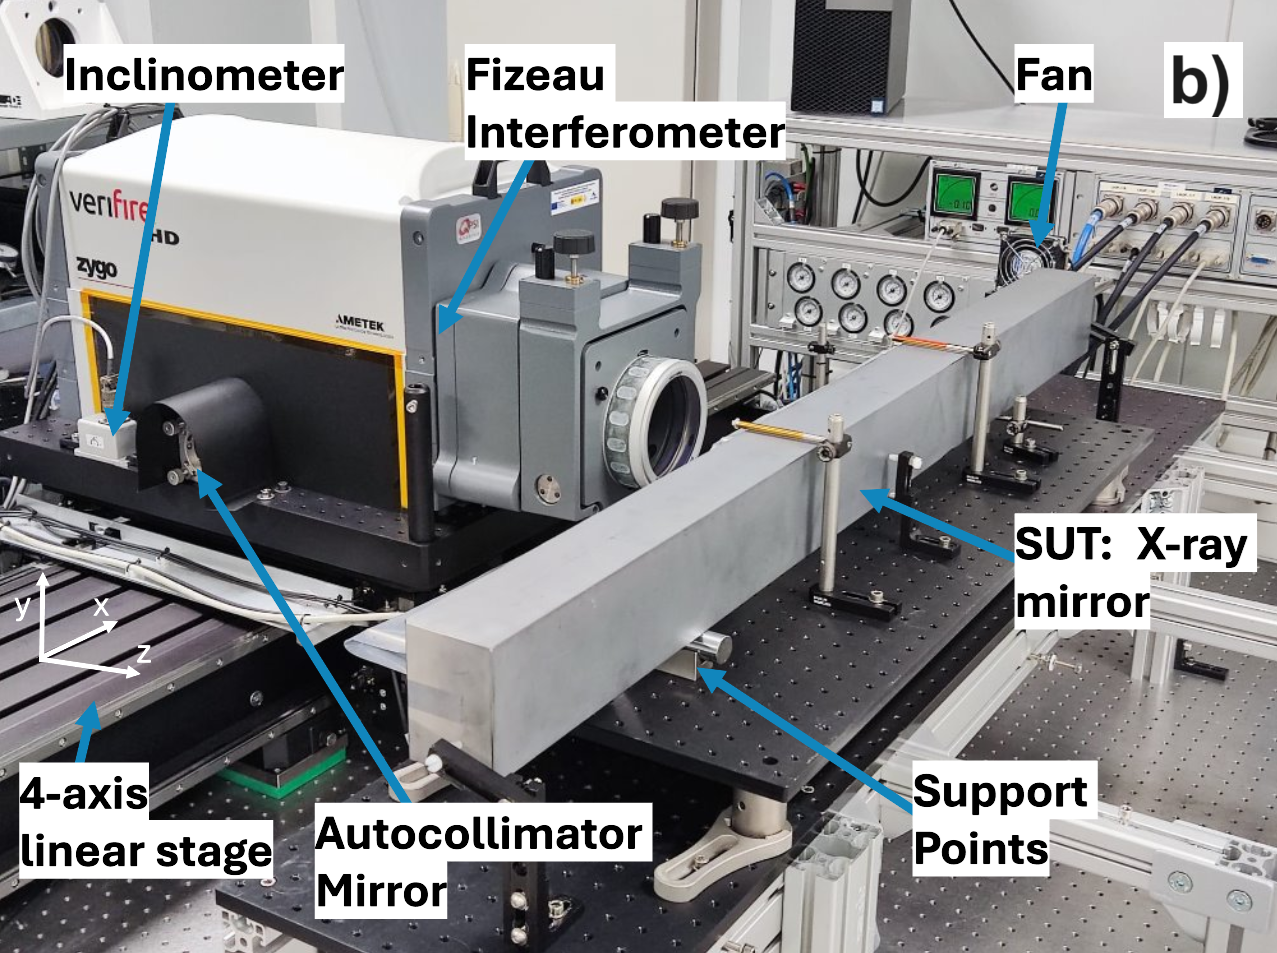 Inclinometer
Fizeau
Interferometer
Fan
b)
verifire
HD
zygo
AMETEK
SUT: X-ray
mirror
y
x
z
4-axis
linear stage
Autocollimator
Mirror
Support
Points